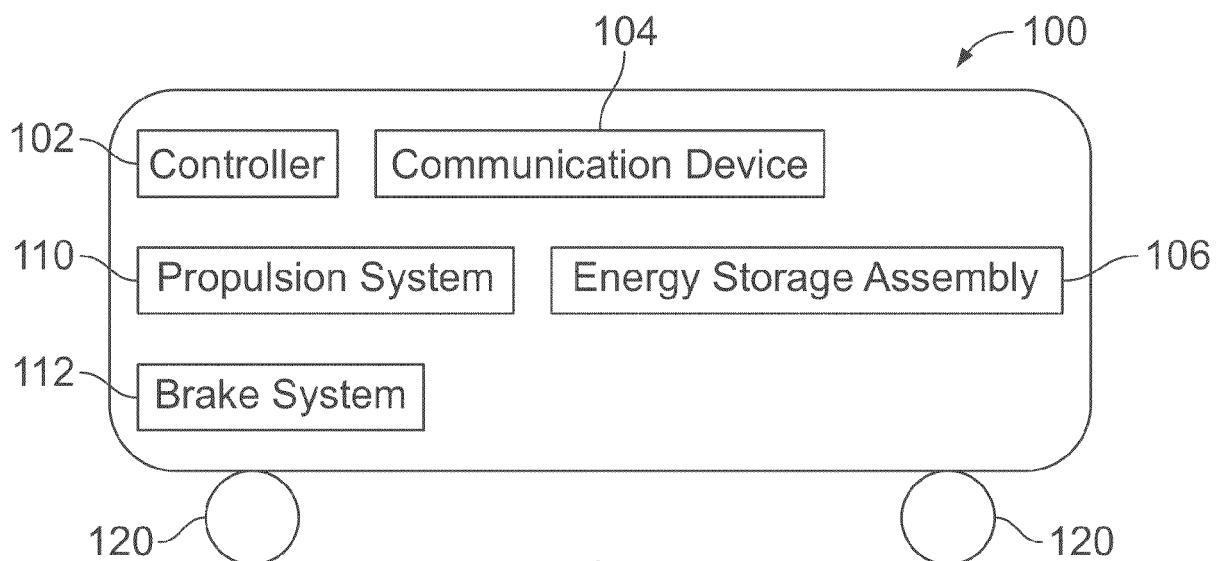 104
100
102
Controller
Communication Device
110
Propulsion System
Energy Storage Assembly
106
112
Brake System
120
120